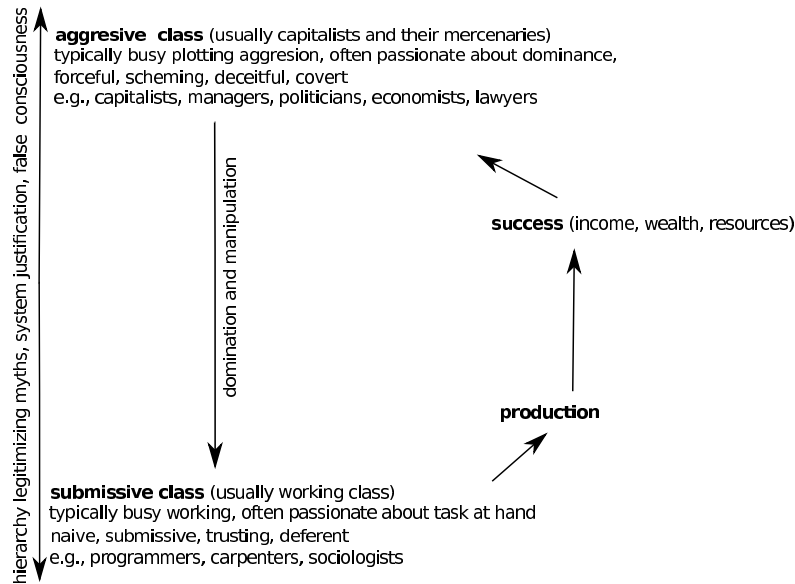 hierarchy legitimizing myths, system justification, false consciousness
aggresive class (usually capitalists and their mercenaries)
typically busy plotting aggresion, often passionate about dominance,
forceful, scheming, deceitful, covert
e.g., capitalists, managers, politicians, economists, lawyers
domination and manipulation
success (income, wealth, resources)
production
submissive class (usually working class)
typically busy working, often passionate about task at hand
naive, submissive, trusting, deferent
e.g., programmers, carpenters, sociologists